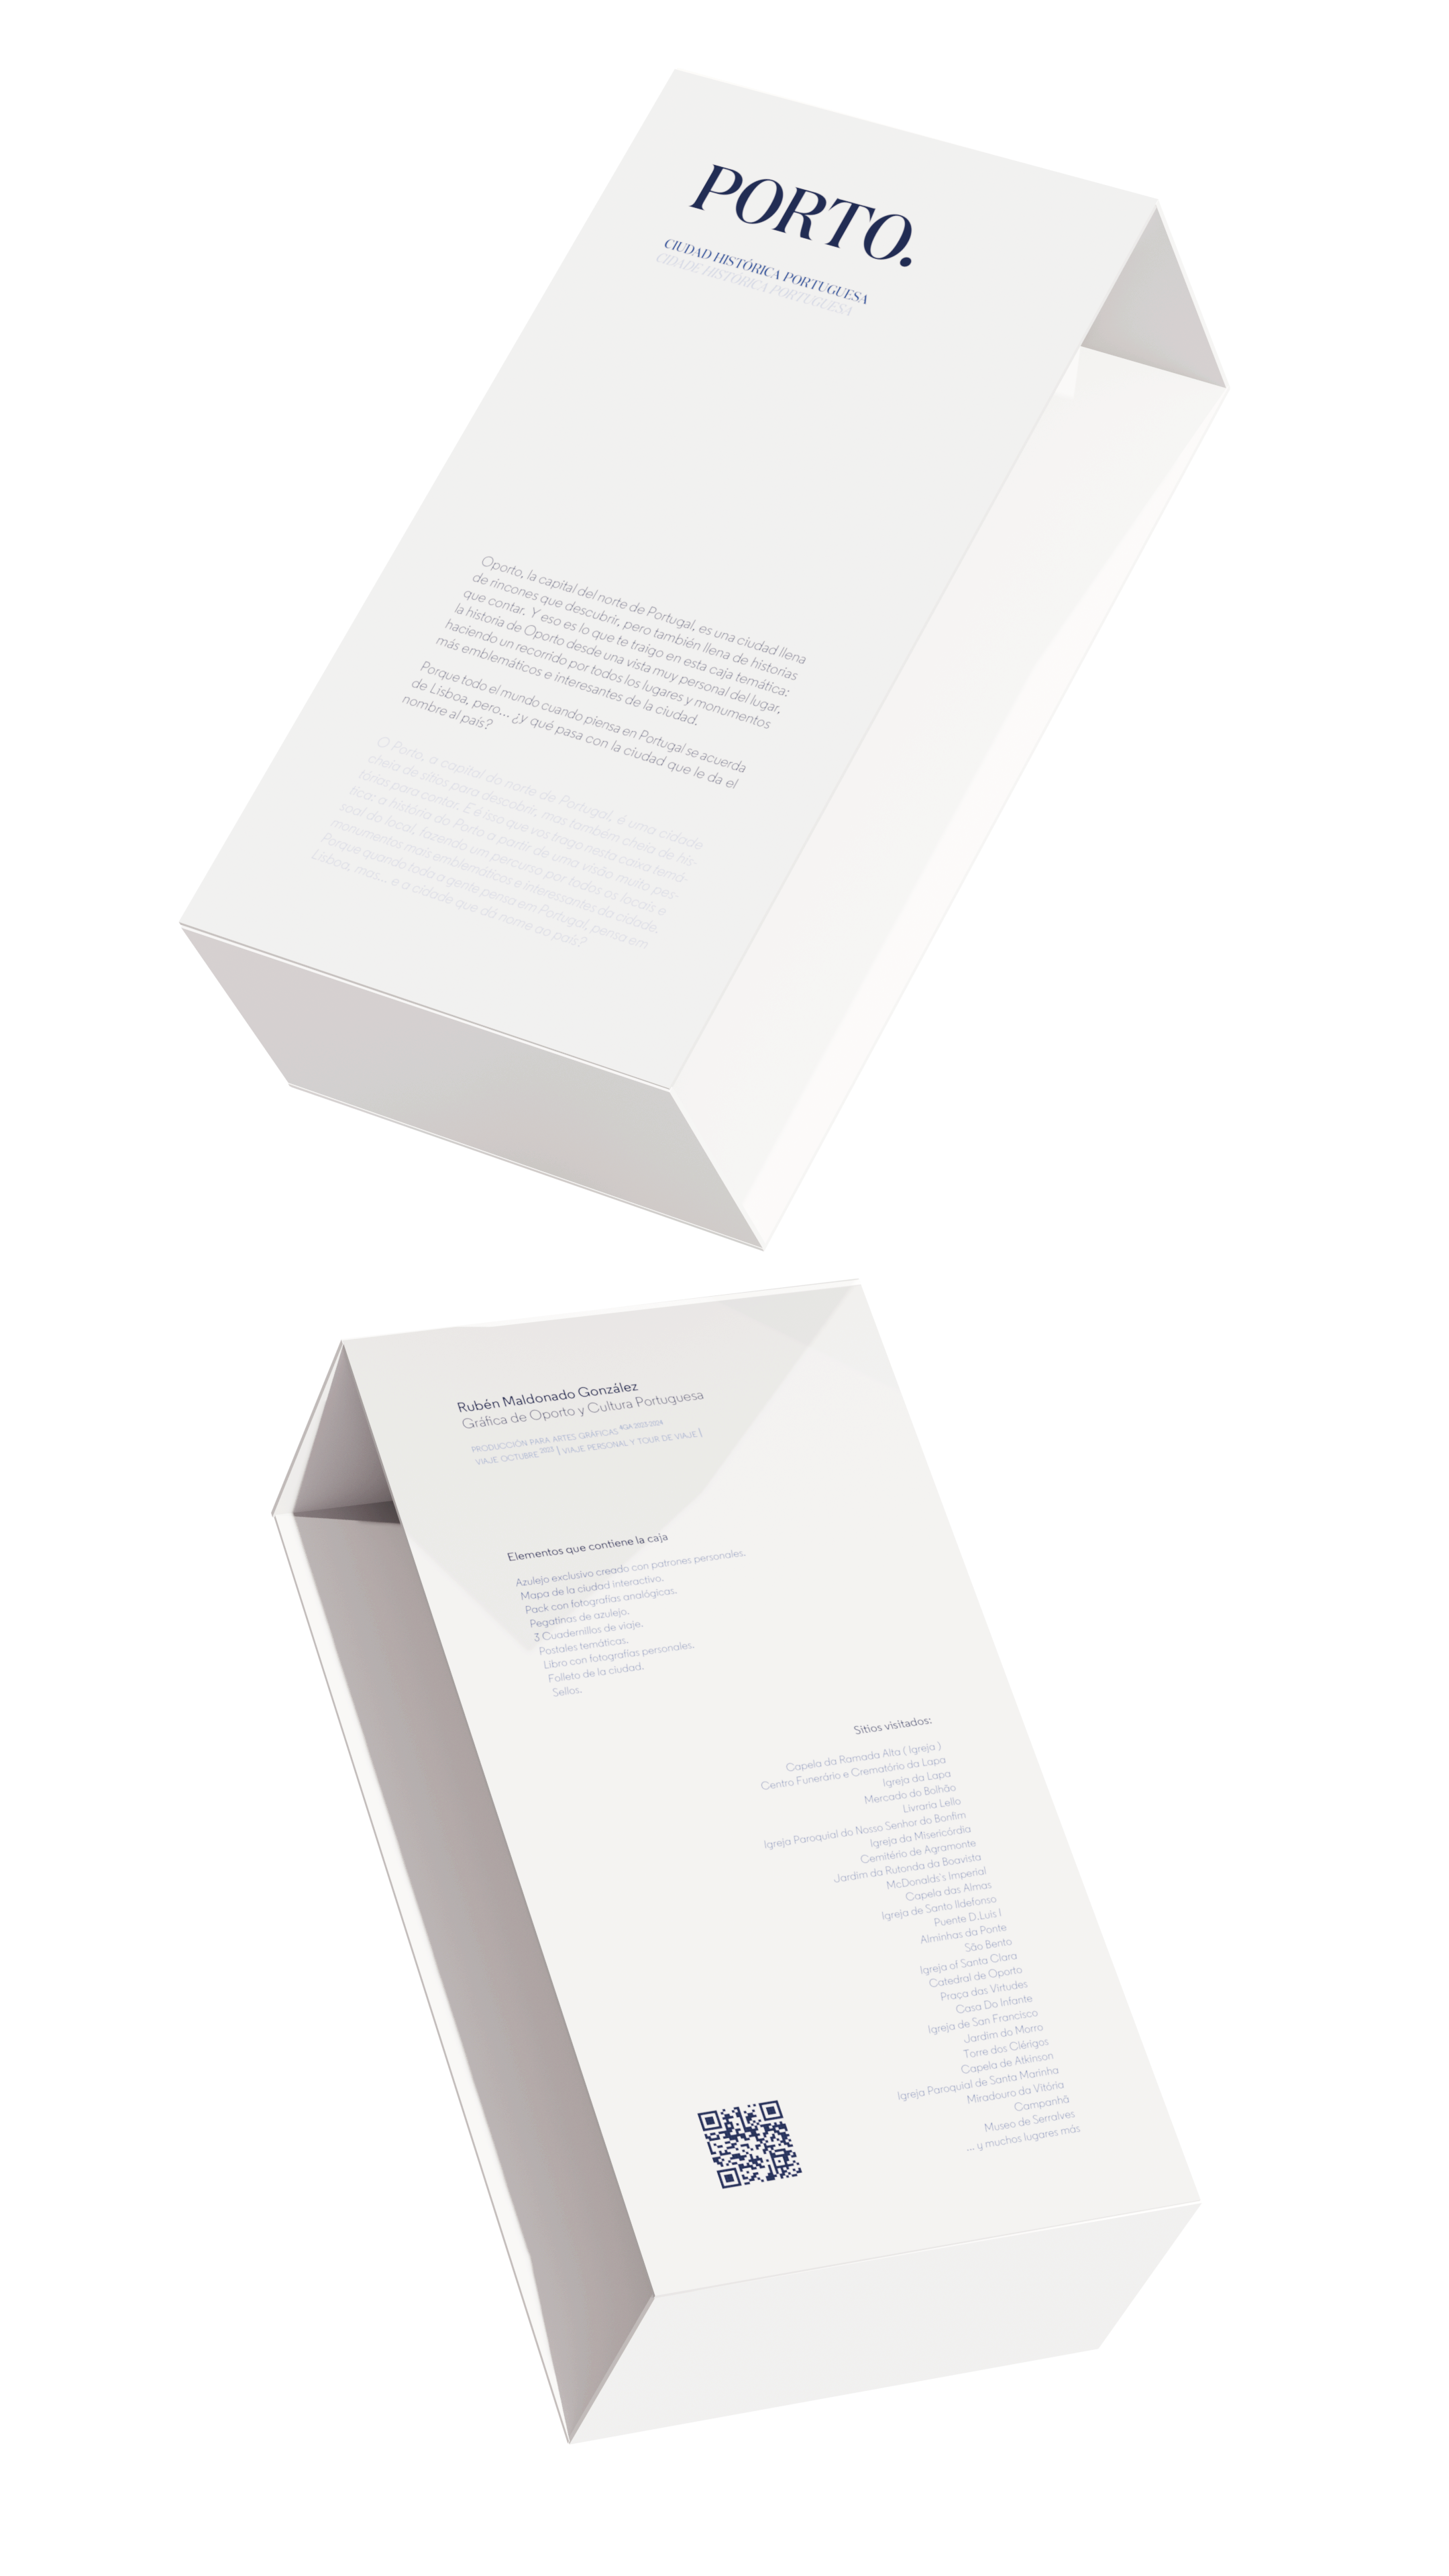 PORTO.
CIUDAD HISTÓRICA PORTUGUESA
CIDADE HISTÓRICA PORTUGUESA
Oporto, la capital del norte de Portugal, es una ciudad llena
de rincones que descubrir, pero también llena de historias
que contar. Y eso es lo que te traigo en esta caja temática:
la historia de Oporto desde una vista muy personal del lugar,
haciendo un recorrido por todos los lugares y monumentos
más emblemáticos e interesantes de la ciudad.
Porque todo el mundo cuando piensa en Portugal se acuerda
de Lisboa, pero... ¿y qué pasa con la ciudad que le da el
nombre al país?
O Porto, a capital do norte de Portugal, é uma cidade
cheia de sítios para descobrir, mas também cheia de his-
tórias para contar. E é isso que vos trago nesta caixa temá-
tica: a história do Porto a partir de uma visão muito pes-
soal do local, fazendo um percurso por todos os locais e
monumentos mais emblemáticos e interessantes da cidade.
Porque quando toda a gente pensa em Portugal, pensa em
Lisboa, mas... e a cidade que dá nome ao país?
Rubén Maldonado González
Gráfica de Oporto y Cultura Portuguesa
PRODUCCIÓN PARA ARTES GRÁFICAS 4GA 2023 2024
VIAJE OCTUBRE 2023 | VIAJE PERSONAL Y TOUR DE VIAJE |
Elementos que contiene la caja
Azulejo exclusivo creado con patrones personales.
Mapa de la ciudad interactivo.
Pack con fotografías analógicas.
Pegatinas de azulejo.
3 Cuadernillos de viaje.
Postales temáticas.
Libro con fotografías personales.
Folleto de la ciudad.
Sellos.
Sitios visitados:
Capela da Ramada Alta ( Igreja )
Centro Funerário e Crematório da Lapa
Igreja da Lapa
Mercado do Bolhão
Livraria Lello
Igreja Paroquial do Nosso Senhor do Bonfim
Igreja da Misericórdia
Cemitério de Agramonte
Jardim da Rutonda da Boavista
McDonalds's Imperial
Capela das Almas
Igreja de Santo Ildefonso
Puente D.Luis I
Alminhas da Ponte
São Bento
Igreja of Santa Clara
Catedral de Oporto
Praça das Virtudes
Casa Do Infante
Igreja de San Francisco
Jardim do Morro
Torre dos Clérigos
Capela de Atkinson
Igreja Paroquial de Santa Marinha
Miradouro da Vitória
Campanhã
Museo de Serralves
... y muchos lugares más